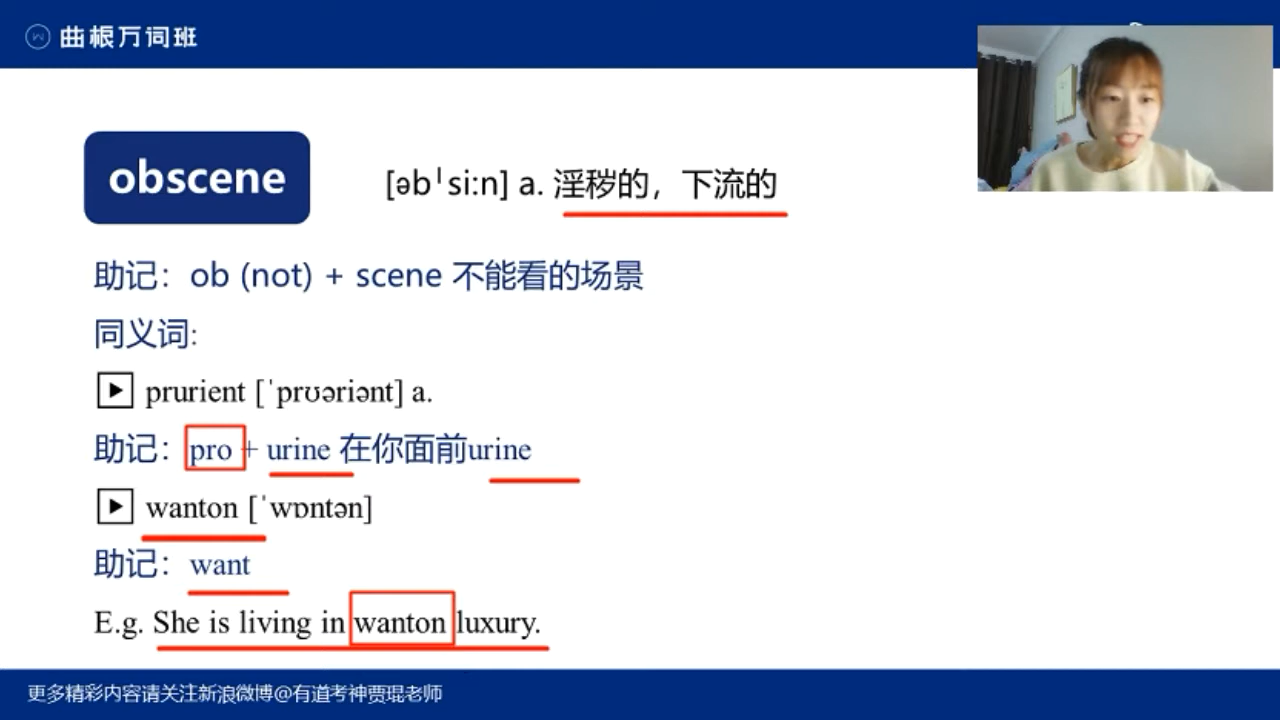 曲根万词班
obscene
[əbˈsi:n] a. 淫秽的，下流的
助记：ob (not) + scene 不能看的场景
同义词:
prurient [ˈprʊəriənt] a.
助记：pro + urine 在你面前urine
wanton [ˈwɒntən]
助记：want
E.g. She is living in wanton luxury.
更多精彩内容请关注新浪微博@有道考神贾琨老师